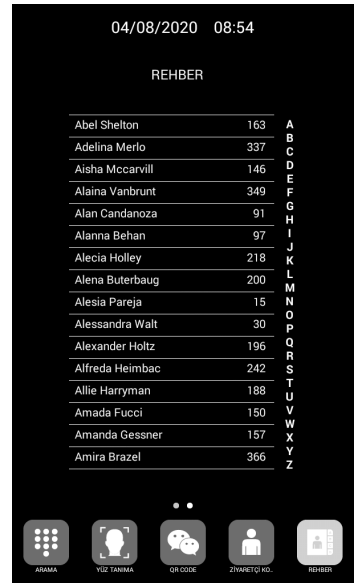 04/08/2020 08:54
REHBER
Abel Shelton 163
Adelina Merlo 337
Aisha Mccarvill 146
Alaina Vanbrunt 349
Alan Candanoza 91
Alanna Behan 97
Alecia Holley 218
Alena Buterbaug 200
Alesia Pareja 15
Alessandra Walt 30
Alexander Holtz 196
Alfreda Heimbac 242
Allie Harryman 188
Amada Fucci 150
Amanda Gessner 157
Amira Brazel 366
A
B
C
D
E
F
G
H
I
J
K
L
M
N
O
P
Q
R
S
T
U
V
W
X
Y
Z
ARAMA
YÜZ TANIMA
QR CODE
ZİYARETÇİ KO..
REHBER